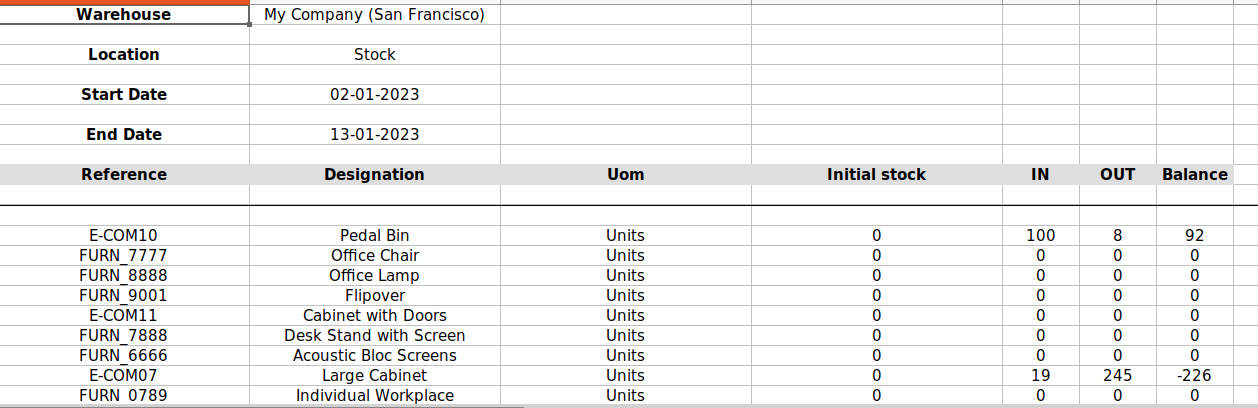 Warehouse My Company (San Francisco)
Location Stock
Start Date 02-01-2023
End Date 13-01-2023
Reference Designation Uom Initial stock IN OUT Balance
E-COM10 Pedal Bin Units 0 100 8 92
FURN_7777 Office Chair Units 0 0 0 0
FURN_8888 Office Lamp Units 0 0 0 0
FURN_9001 Flipover Units 0 0 0 0
E-COM11 Cabinet with Doors Units 0 0 0 0
FURN_7888 Desk Stand with Screen Units 0 0 0 0
FURN_6666 Acoustic Bloc Screens Units 0 0 0 0
E-COM07 Large Cabinet Units 0 19 245 -226
FURN_0789 Individual Workplace Units 0 0 0 0